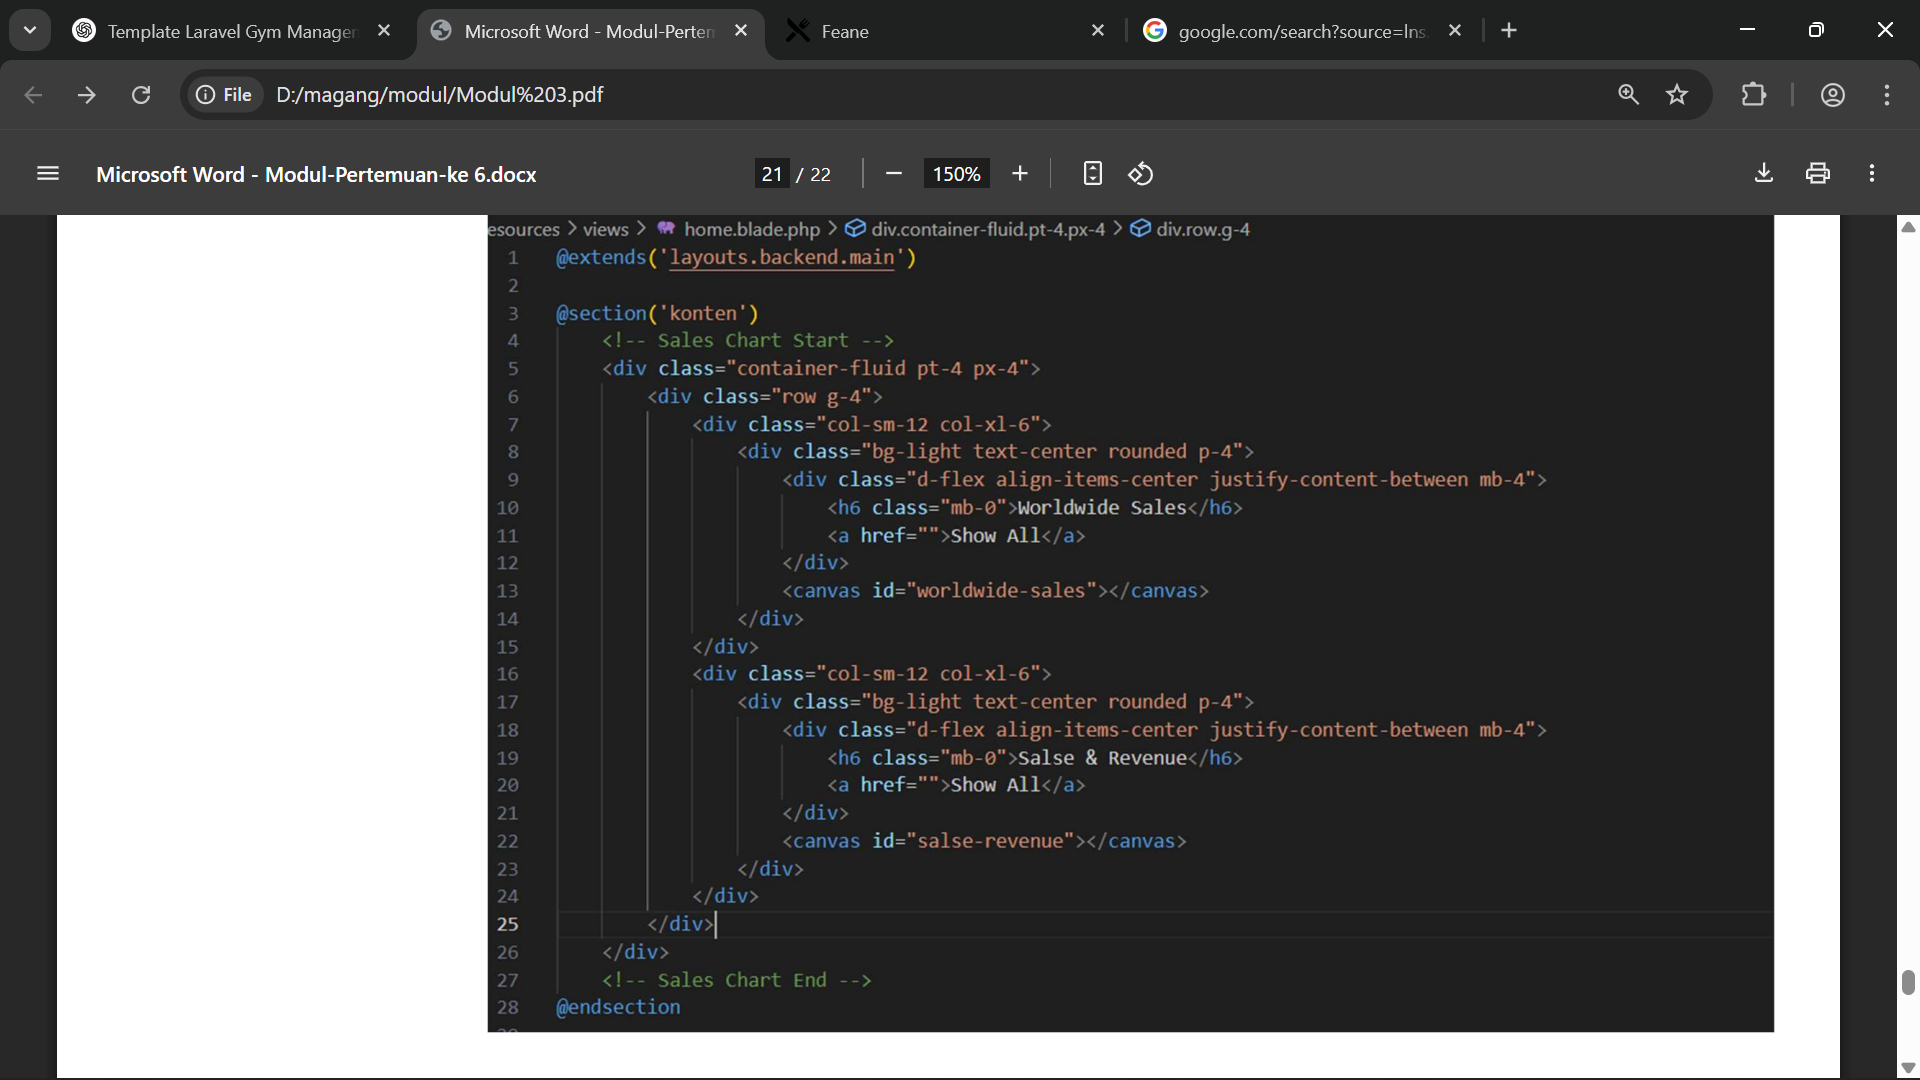 Template Laravel Gym Manager
Microsoft Word - Modul-Perten
Feane
google.com/search?source=Ins
File
D:/magang/modul/Modul%203.pdf
Microsoft Word - Modul-Pertemuan-ke 6.docx
21 / 22
150%
esources > views > home.blade.php > div.container-fluid.pt-4.px-4 > div.row.g-4
1 @extends('layouts.backend.main')
2
3 @section('konten')
4 <!-- Sales Chart Start -->
5 <div class="container-fluid pt-4 px-4">
6 <div class="row g-4">
7 <div class="col-sm-12 col-xl-6">
8 <div class="bg-light text-center rounded p-4">
9 <div class="d-flex align-items-center justify-content-between mb-4">
10 <h6 class="mb-0">Worldwide Sales</h6>
11 <a href="">Show All</a>
12 </div>
13 <canvas id="worldwide-sales"></canvas>
14 </div>
15 </div>
16 <div class="col-sm-12 col-xl-6">
17 <div class="bg-light text-center rounded p-4">
18 <div class="d-flex align-items-center justify-content-between mb-4">
19 <h6 class="mb-0">Salse & Revenue</h6>
20 <a href="">Show All</a>
21 </div>
22 <canvas id="salse-revenue"></canvas>
23 </div>
24 </div>
25 </div>
26 </div>
27 <!-- Sales Chart End -->
28 @endsection